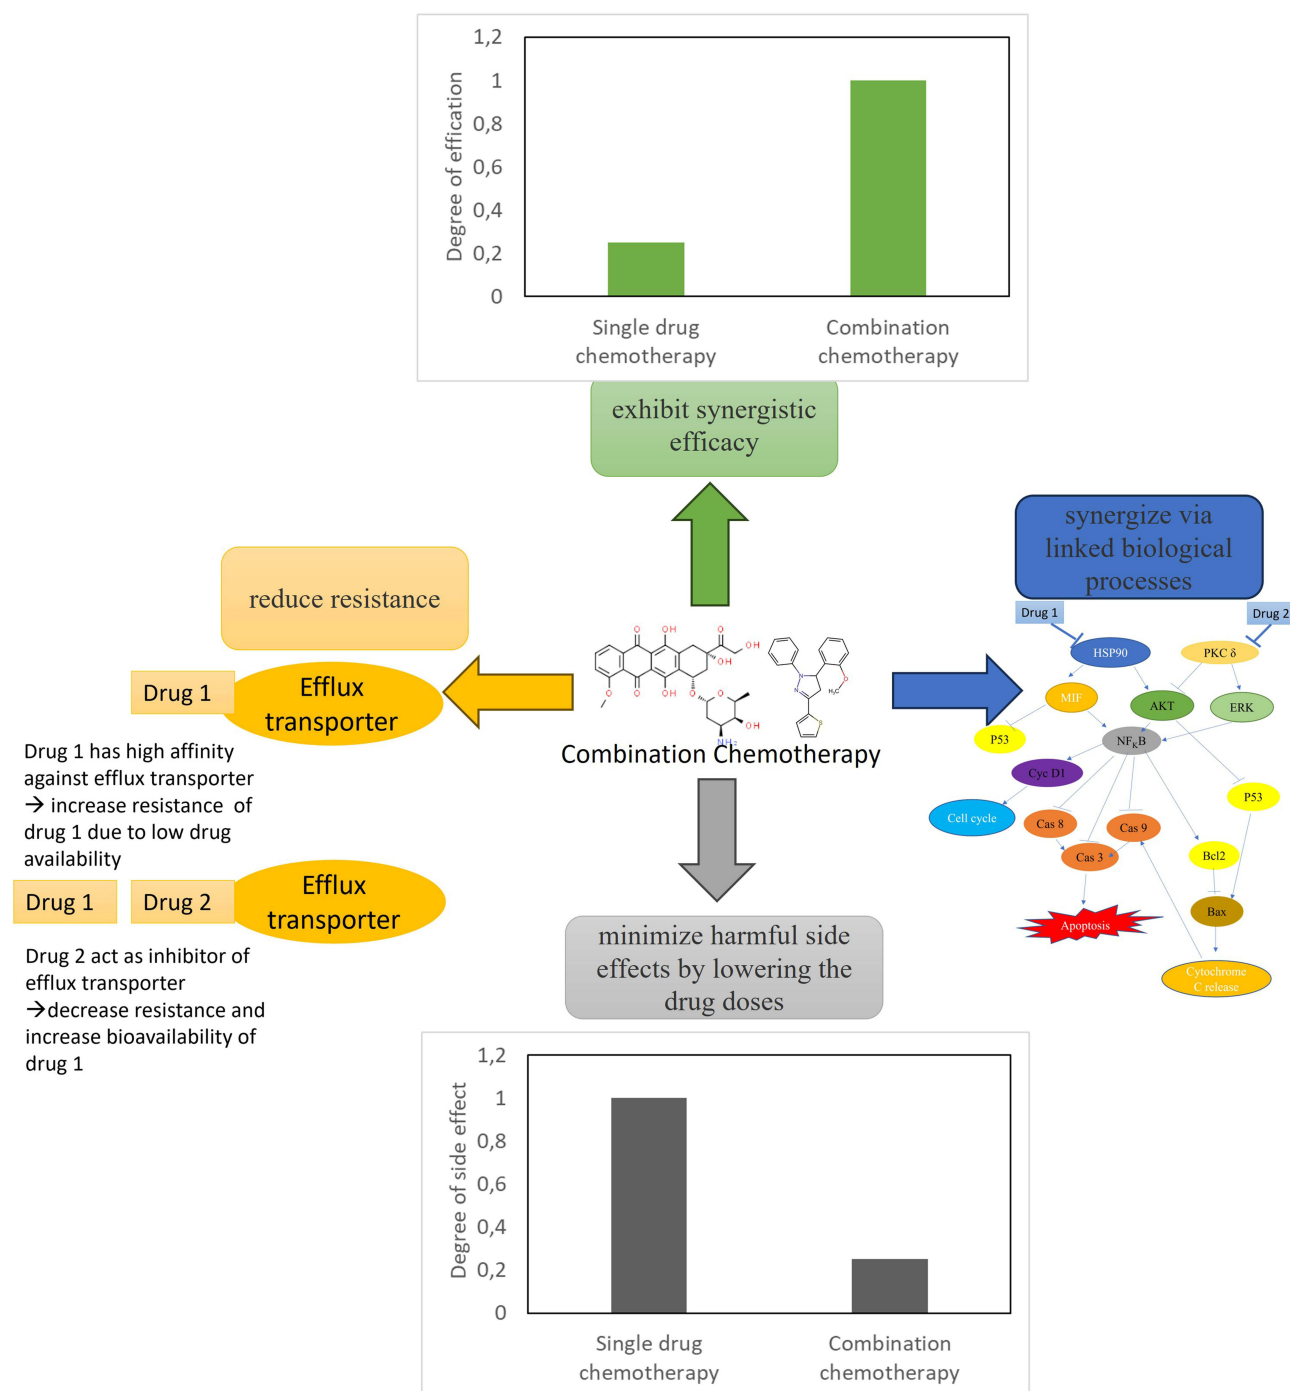 1,2
1
0,8
0,6
0,4
0,2
0
Degree of effication
Single drug
chemotherapy
Combination
chemotherapy
exhibit synergistic
efficacy
reduce resistance
Drug 1
Efflux
transporter
Drug 1 has high affinity
against efflux transporter
→ increase resistance of
drug 1 due to low drug
availability
Drug 1
Drug 2
Efflux
transporter
Drug 2 act as inhibitor of
efflux transporter
→decrease resistance and
increase bioavailability of
drug 1
O
OH
O
OH
OH
O
O
OH
O
O
OH
NH₂
N
N
O
H₃C
S
Combination Chemotherapy
synergize via
linked biological
processes
Drug 1
Drug 2
HSP90
PKC δ
MIF
AKT
ERK
P53
NFκB
Cyc D1
P53
Cell cycle
Cas 8
Cas 9
Cas 3
Bcl2
Bax
Apoptosis
Cytochrome
C release
minimize harmful side
effects by lowering the
drug doses
1,2
1
0,8
0,6
0,4
0,2
0
Degree of side effect
Single drug
chemotherapy
Combination
chemotherapy